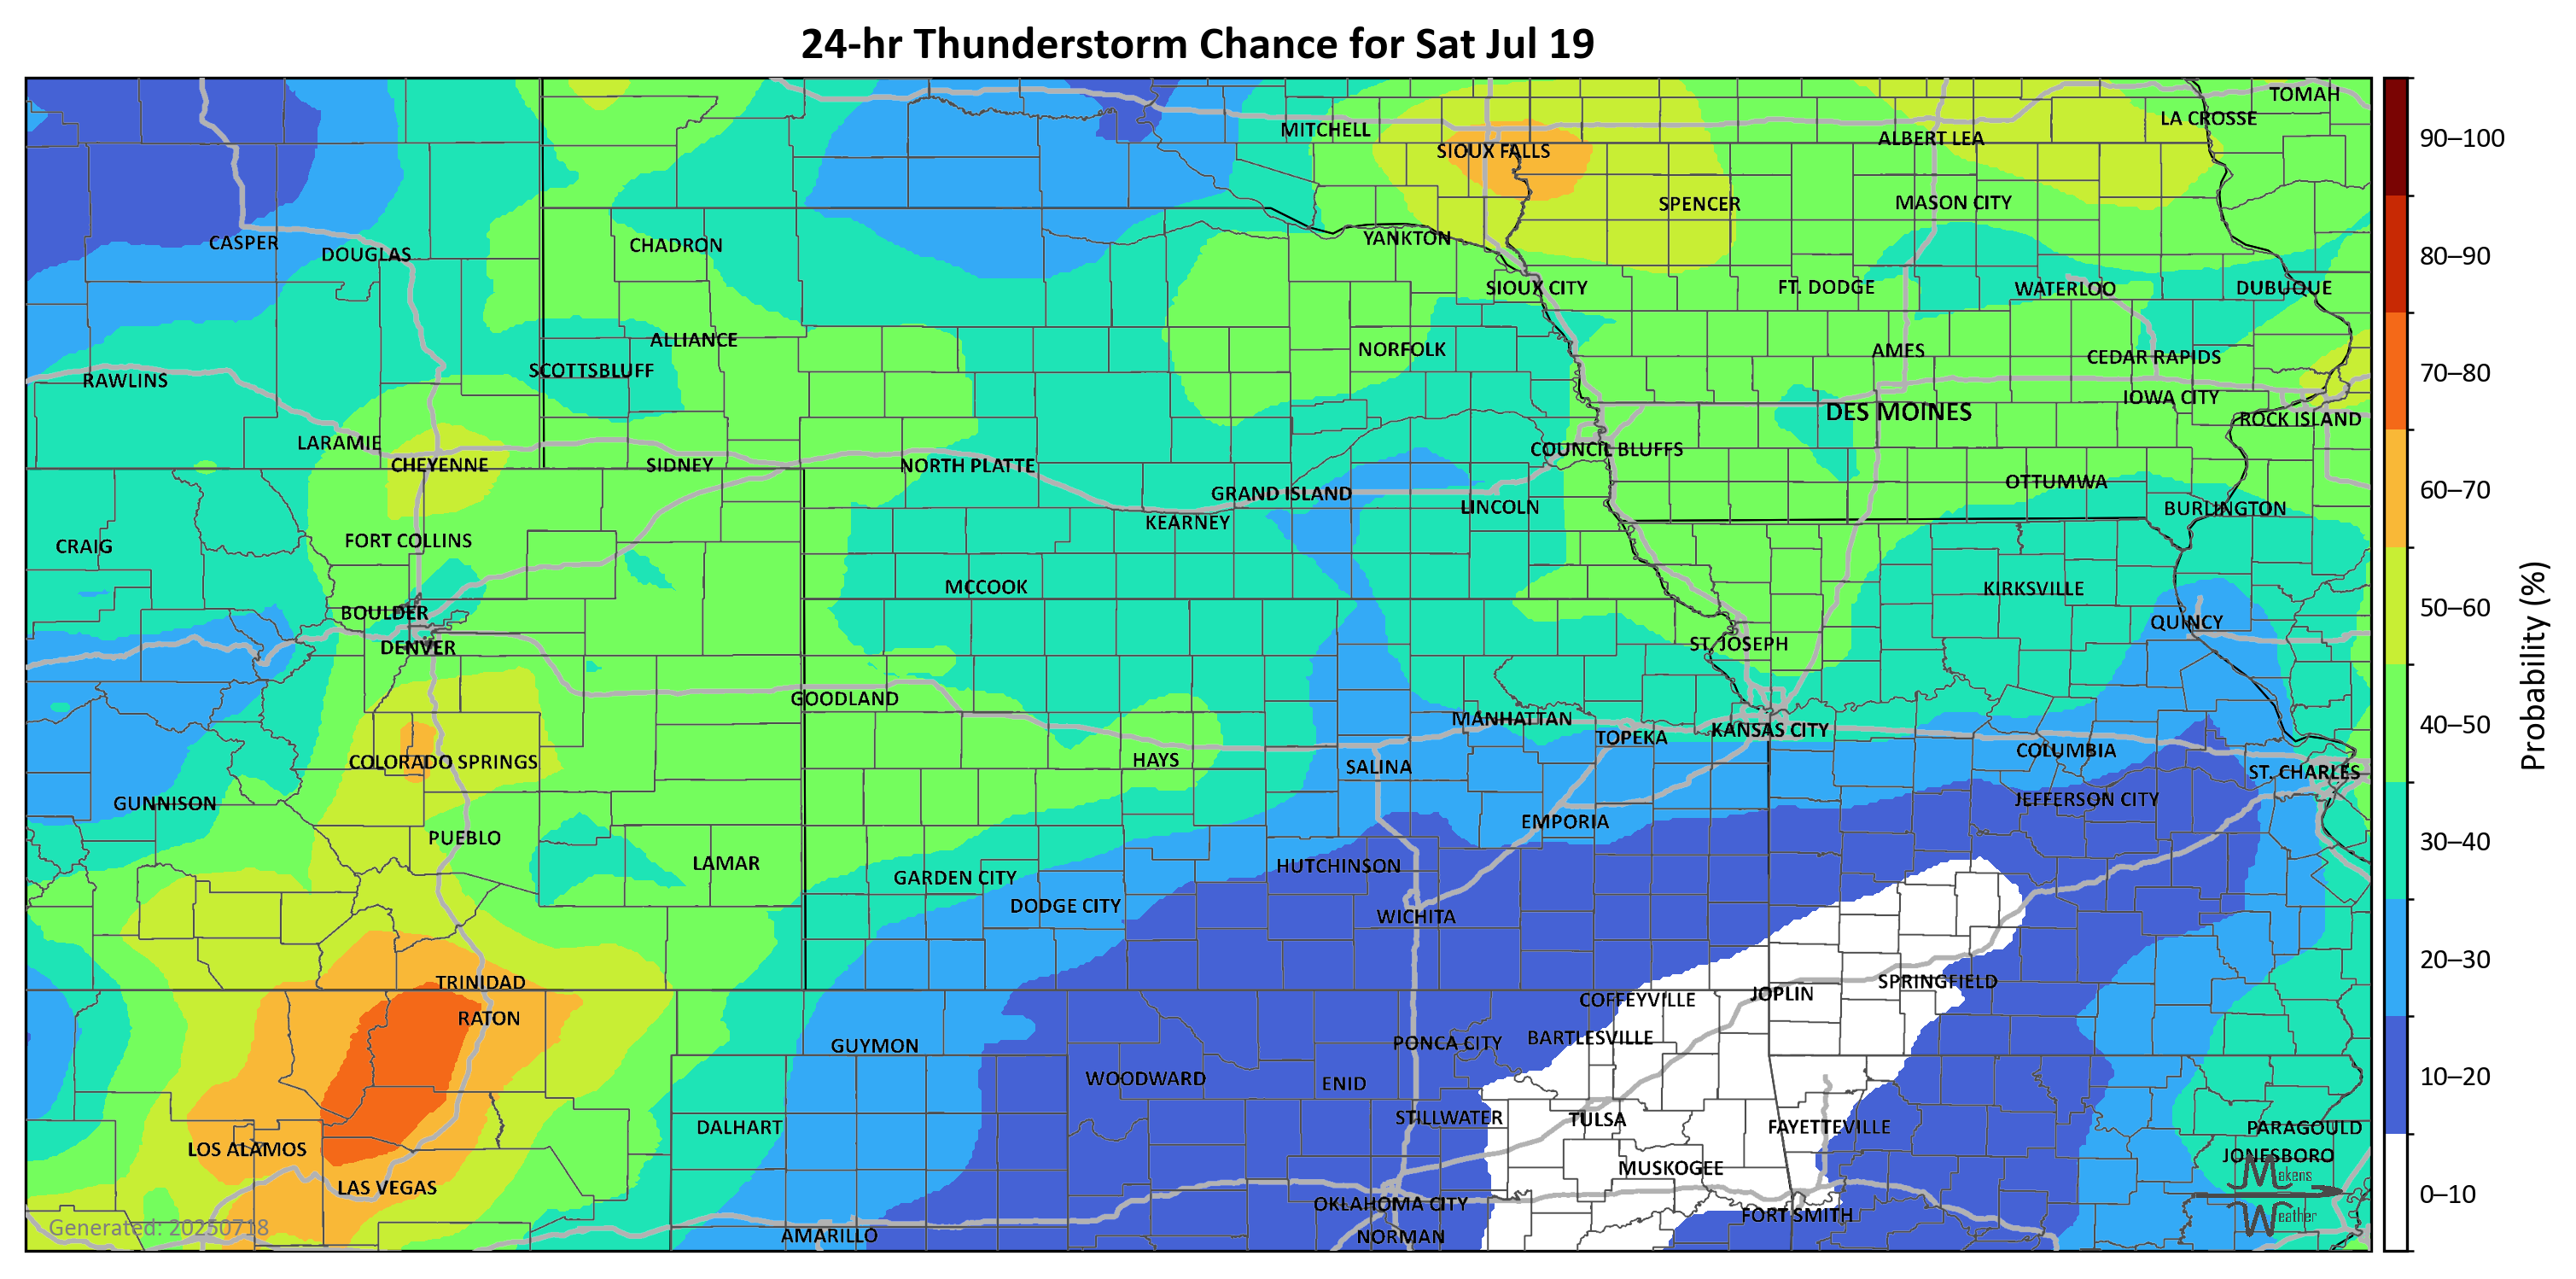 24-hr Thunderstorm Chance for Sat Jul 19
TOMAH
LA CROSSE
MITCHELL
ALBERT LEA
90–100
SIOUX FALLS
SPENCER
MASON CITY
CASPER
CHADRON
YANKTON
DOUGLAS
80–90
SIOUX CITY
FT. DODGE
WATERLOO
DUBUQUE
ALLIANCE
NORFOLK
AMES
CEDAR RAPIDS
SCOTTSBLUFF
70–80
RAWLINS
IOWA CITY
DES MOINES
ROCK ISLAND
LARAMIE
COUNCIL BLUFFS
CHEYENNE
SIDNEY
NORTH PLATTE
OTTUMWA
60–70
GRAND ISLAND
LINCOLN
BURLINGTON
KEARNEY
FORT COLLINS
CRAIG
50–60
MCCOOK
KIRKSVILLE
BOULDER
QUINCY
DENVER
ST. JOSEPH
Probability (%)
GOODLAND
MANHATTAN
40–50
KANSAS CITY
TOPEKA
COLUMBIA
COLORADO SPRINGS
HAYS
SALINA
ST. CHARLES
GUNNISON
JEFFERSON CITY
EMPORIA
PUEBLO
30–40
LAMAR
HUTCHINSON
GARDEN CITY
DODGE CITY
WICHITA
20–30
TRINIDAD
SPRINGFIELD
JOPLIN
COFFEYVILLE
RATON
BARTLESVILLE
PONCA CITY
GUYMON
10–20
WOODWARD
ENID
STILLWATER
TULSA
DALHART
FAYETTEVILLE
PARAGOULD
LOS ALAMOS
JONESBORO
MUSKOGEE
Makens
LAS VEGAS
0–10
OKLAHOMA CITY
FORT SMITH
Weather
Generated: 20250718
AMARILLO
NORMAN